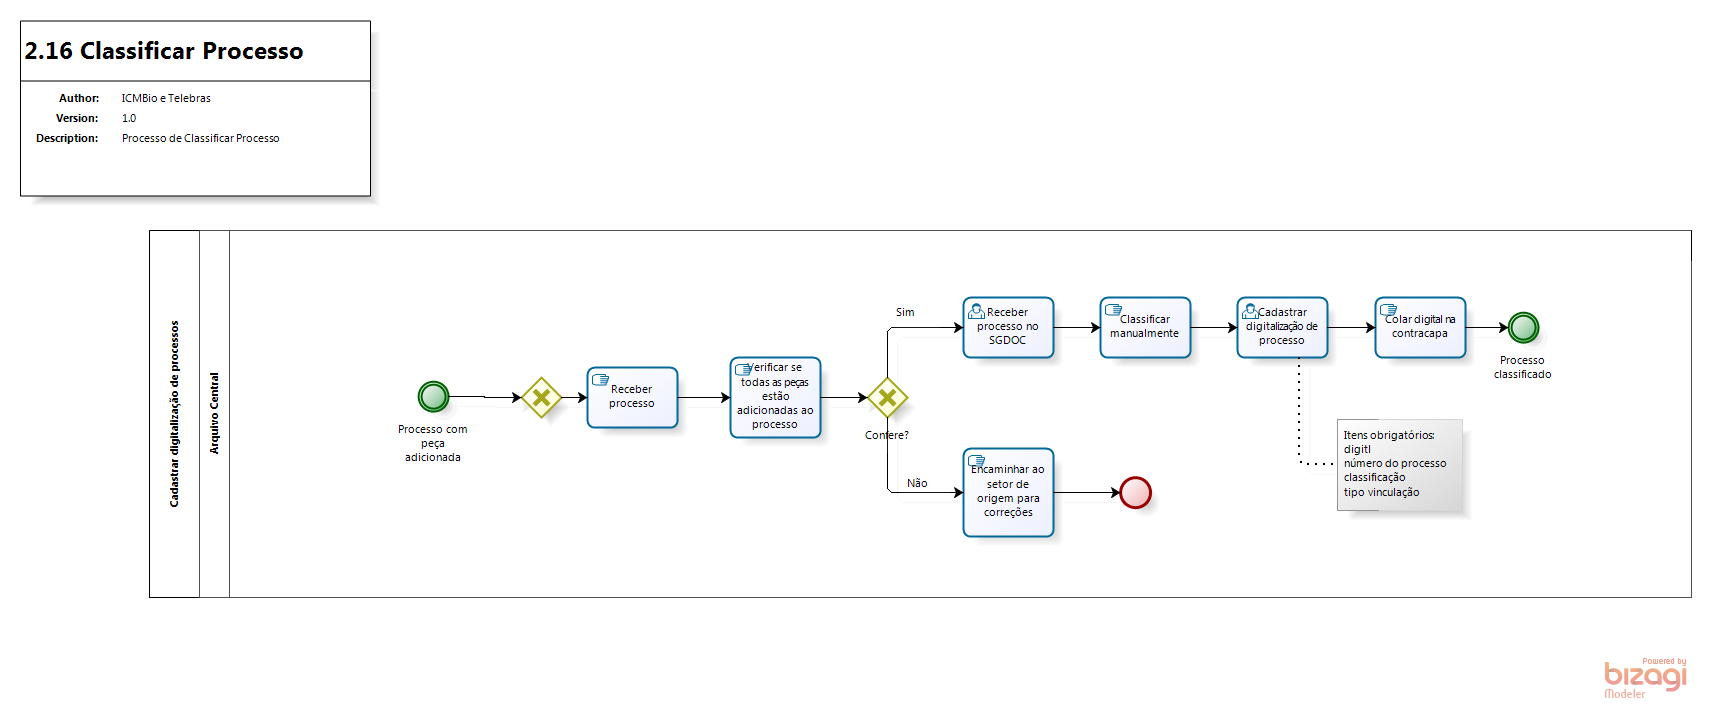 2.16 Classificar Processo
Author: ICMBio e Telebras
Version: 1.0
Description: Processo de Classificar Processo
Cadastrar digitalização de processos
Arquivo Central
Processo com
peça
adicionada
Receber
processo
Verificar se
todas as peças
estão
adicionadas ao
processo
Confere?
Sim
Receber
processo no
SGDOC
Classificar
manualmente
Cadastrar
digitalização de
processo
Colar digital na
contracapa
Processo
classificado
Não
Encaminhar ao
setor de
origem para
correções
Itens obrigatórios:
digitl
número do processo
classificação
tipo vinculação
Powered by
bizagi
Modeler